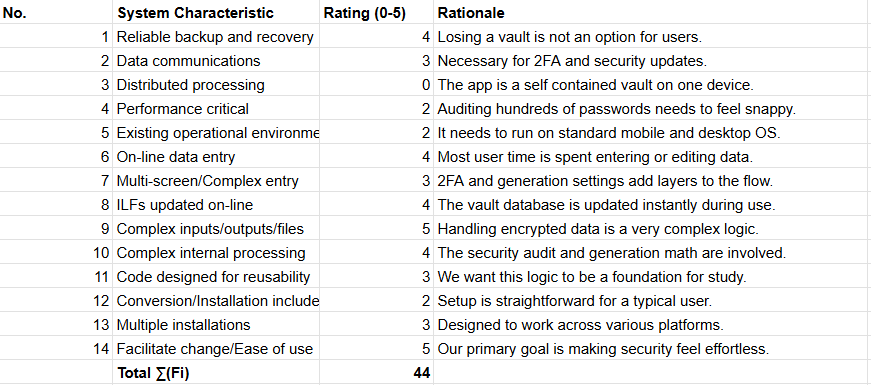 No. System Characteristic Rating (0-5) Rationale
1 Reliable backup and recovery 4 Losing a vault is not an option for users.
2 Data communications 3 Necessary for 2FA and security updates.
3 Distributed processing 0 The app is a self contained vault on one device.
4 Performance critical 2 Auditing hundreds of passwords needs to feel snappy.
5 Existing operational environme 2 It needs to run on standard mobile and desktop OS.
6 On-line data entry 4 Most user time is spent entering or editing data.
7 Multi-screen/Complex entry 3 2FA and generation settings add layers to the flow.
8 ILFs updated on-line 4 The vault database is updated instantly during use.
9 Complex inputs/outputs/files 5 Handling encrypted data is a very complex logic.
10 Complex internal processing 4 The security audit and generation math are involved.
11 Code designed for reusability 3 We want this logic to be a foundation for study.
12 Conversion/Installation include 2 Setup is straightforward for a typical user.
13 Multiple installations 3 Designed to work across various platforms.
14 Facilitate change/Ease of use 5 Our primary goal is making security feel effortless.
Total ∑(Fi) 44